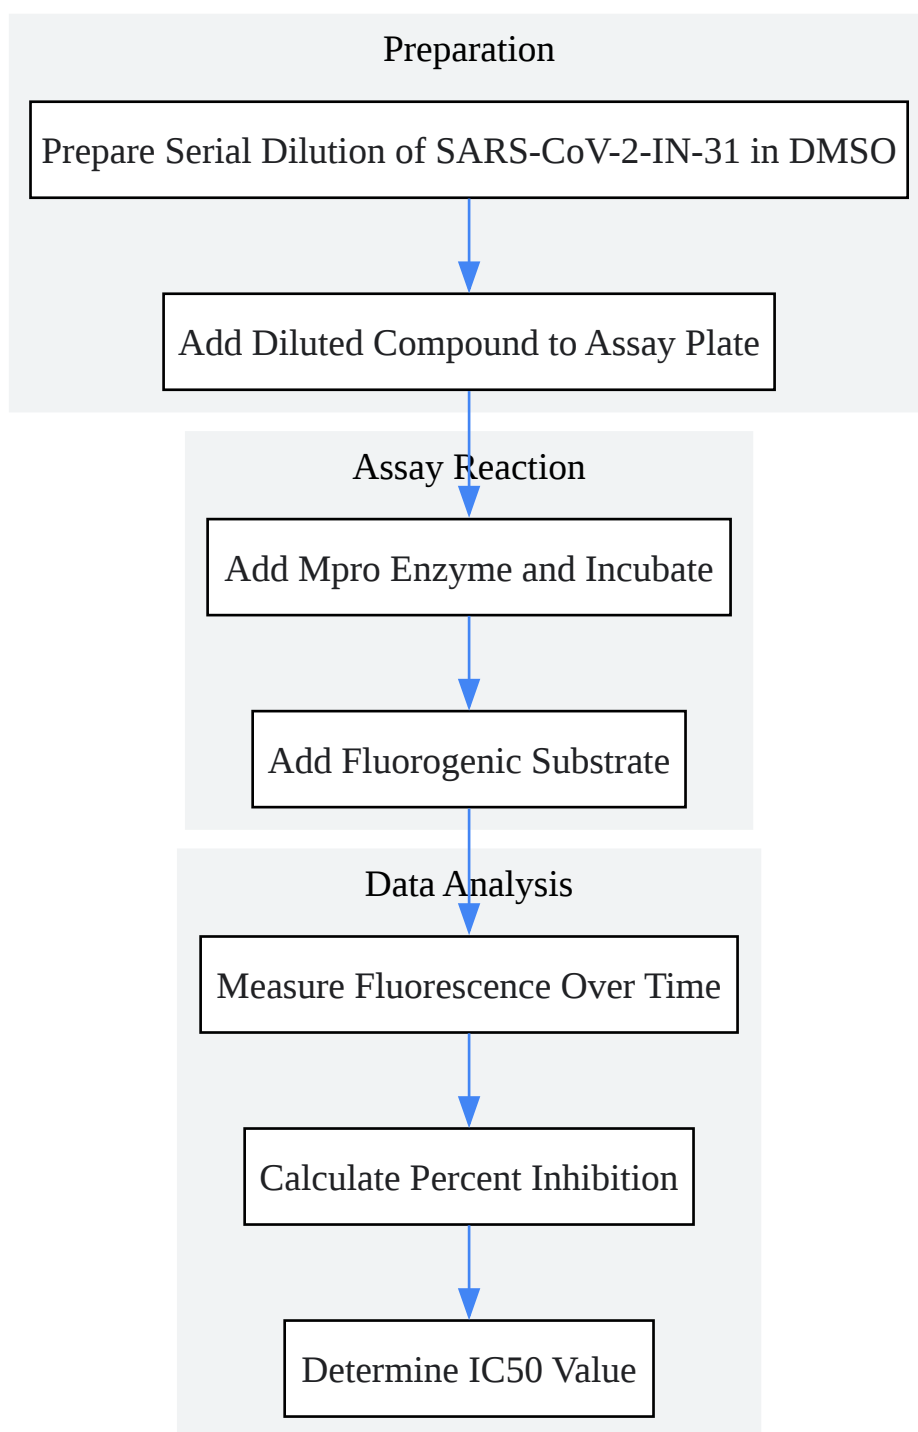 Preparation
Prepare Serial Dilution of SARS-CoV-2-IN-31 in DMSO
Add Diluted Compound to Assay Plate
Assay Reaction
Add Mpro Enzyme and Incubate
Add Fluorogenic Substrate
Data Analysis
Measure Fluorescence Over Time
Calculate Percent Inhibition
Determine IC50 Value